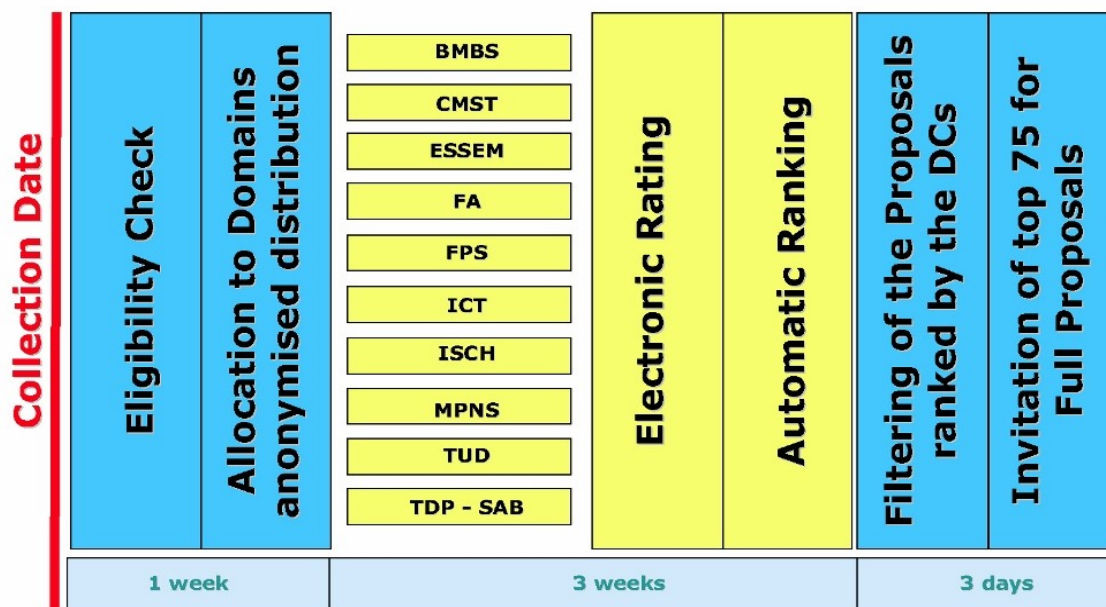 Collection Date
Eligibility Check
Allocation to Domains
anonymised distribution
BMBS
CMST
ESSEM
FA
FPS
ICT
ISCH
MPNS
TUD
TDP - SAB
Electronic Rating
Automatic Ranking
Filtering of the Proposals
ranked by the DCs
Invitation of top 75 for
Full Proposals
1 week
3 weeks
3 days